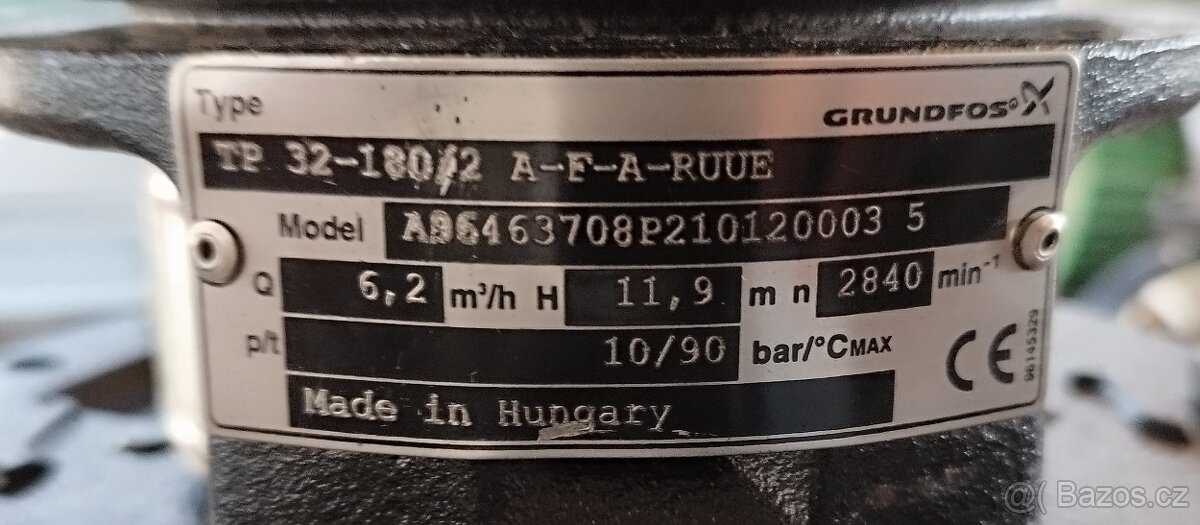 Type
GRUNDFOS
TP 32-180/2 A-F-A-RUUE
Model A96463708P210120003 5
Q 6,2 m³/h H 11,9 m n 2840 min⁻¹
p/t 10/90 bar/°CMAX
CE
96145329
Made in Hungary
@( Bazos.cz